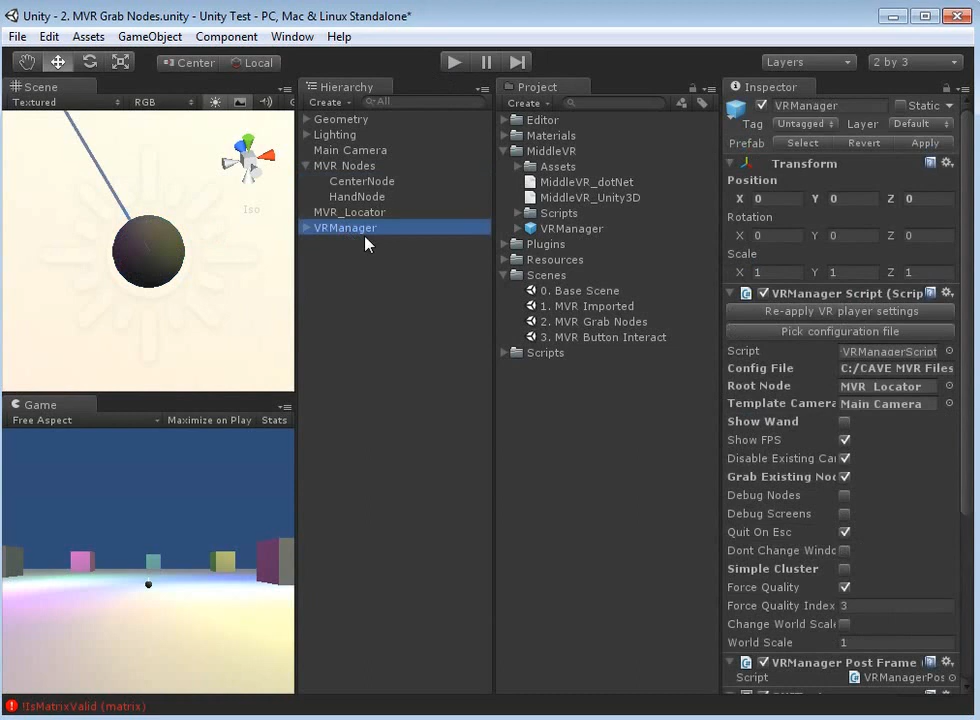 Unity - 2. MVR Grab Nodes.unity - Unity Test - PC, Mac & Linux Standalone*
File Edit Assets GameObject Component Window Help
Center Local Layers 2 by 3
Scene
Textured RGB
Iso
Game
Free Aspect Maximize on Play Stats
Hierarchy
Create All
Geometry
Lighting
Main Camera
MVR Nodes
CenterNode
HandNode
MVR_Locator
VRManager
Project
Create
Editor
Materials
MiddleVR
Assets
MiddleVR_dotNet
MiddleVR_Unity3D
Scripts
VRManager
Plugins
Resources
Scenes
0. Base Scene
1. MVR Imported
2. MVR Grab Nodes
3. MVR Button Interact
Scripts
Inspector
VRManager Static
Tag Untagged Layer Default
Prefab Select Revert Apply
Transform
Position
X 0 Y 0 Z 0
Rotation
X 0 Y 0 Z 0
Scale
X 1 Y 1 Z 1
VRManager Script (Scrip
Re-apply VR player settings
Pick configuration file
Script VRManagerScript
Config File C:/CAVE MVR Files
Root Node MVR_Locator
Template Camera Main Camera
Show Wand
Show FPS
Disable Existing Ca
Grab Existing Noc
Debug Nodes
Debug Screens
Quit On Esc
Dont Change Windo
Simple Cluster
Force Quality
Force Quality Index 3
Change World Scale
World Scale 1
VRManager Post Frame (
Script VRManagerPos
!IsMatrixValid (matrix)